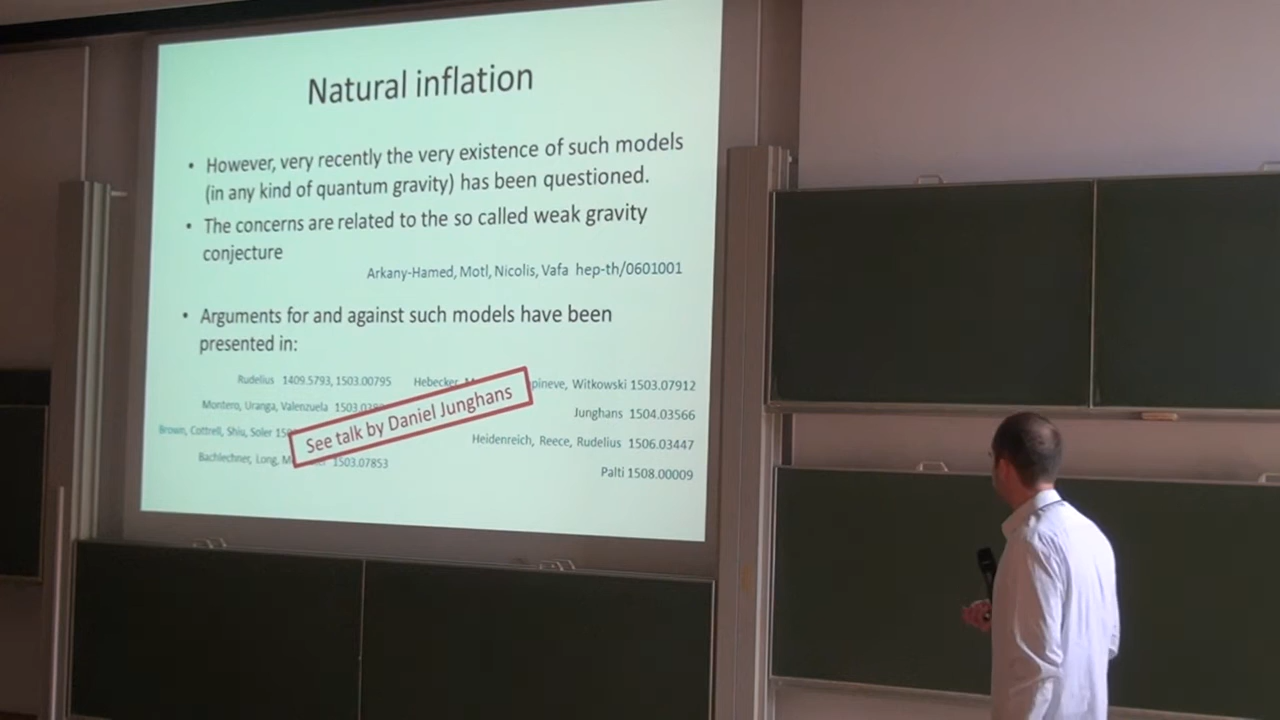 Natural inflation
• However, very recently the very existence of such models
(in any kind of quantum gravity) has been questioned.
• The concerns are related to the so called weak gravity
conjecture
Arkany-Hamed, Motl, Nicolis, Vafa hep-th/0601001
• Arguments for and against such models have been
presented in:
Rudelius 1409.5793, 1503.00795
Hebecker, pineve, Witkowski 1503.07912
Montero, Uranga, Valenzuela 1503.
Junghans 1504.03566
Brown, Cottrell, Shiu, Soler
Heidenreich, Reece, Rudelius 1506.03447
Bachlechner, Long, 1503.07853
Palti 1508.00009
See talk by Daniel Junghans